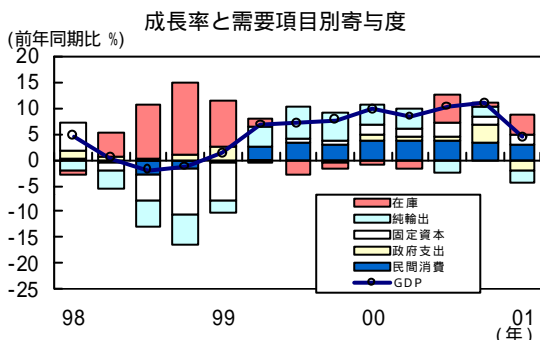 成長率と需要項目別寄与度
(前年同期比 %)
20
15
10
5
0
-5
-10
-15
-20
-25
在庫
純輸出
固定資本
政府支出
民間消費
GDP
98
99
00
01
(年)